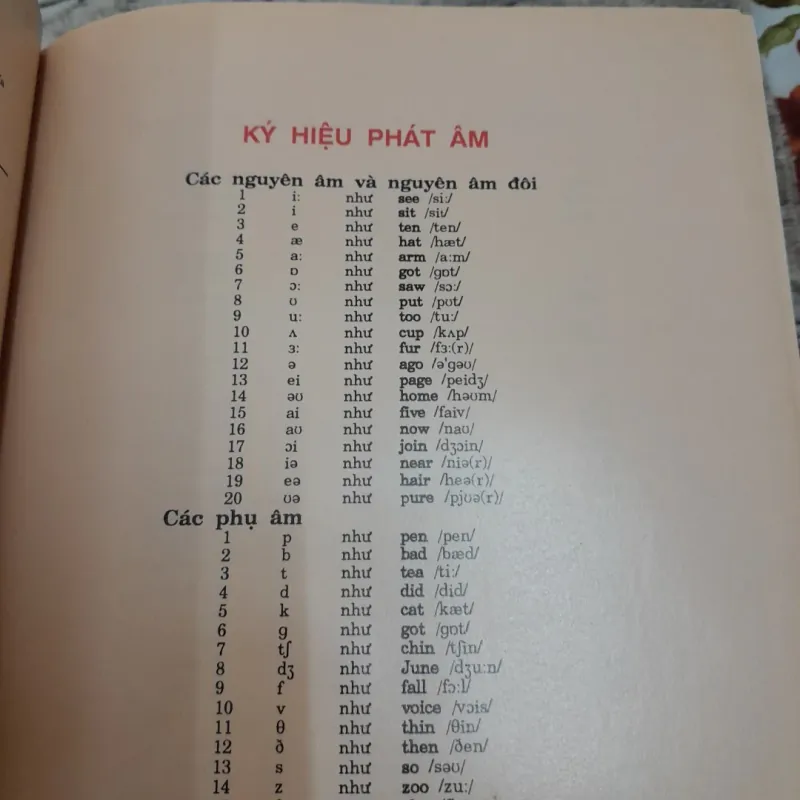 KÝ HIỆU PHÁT ÂM
Các nguyên âm và nguyên âm đôi
1 i: như see /si:/
2 i như sit /sit/
3 e như ten /ten/
4 æ như hat /hæt/
5 a: như arm /a:m/
6 ɒ như got /gɒt/
7 ɔ: như saw /sɔ:/
8 ʊ như put /pʊt/
9 u: như too /tu:/
10 ʌ như cup /kʌp/
11 ɜ: như fur /fɜ:(r)/
12 ə như ago /ə'gəʊ/
13 ei như page /peidʒ/
14 əʊ như home /həʊm/
15 ai như five /faiv/
16 aʊ như now /naʊ/
17 ɔi như join /dʒɔin/
18 iə như near /niə(r)/
19 eə như hair /heə(r)/
20 ʊə như pure /pjʊə(r)/
Các phụ âm
1 p như pen /pen/
2 b như bad /bæd/
3 t như tea /ti:/
4 d như did /did/
5 k như cat /kæt/
6 g như got /gɒt/
7 tʃ như chin /tʃin/
8 dʒ như June /dʒu:n/
9 f như fall /fɔ:l/
10 v như voice /vɔis/
11 θ như thin /θin/
12 ð như then /ðen/
13 s như so /səʊ/
14 z như zoo /zu:/